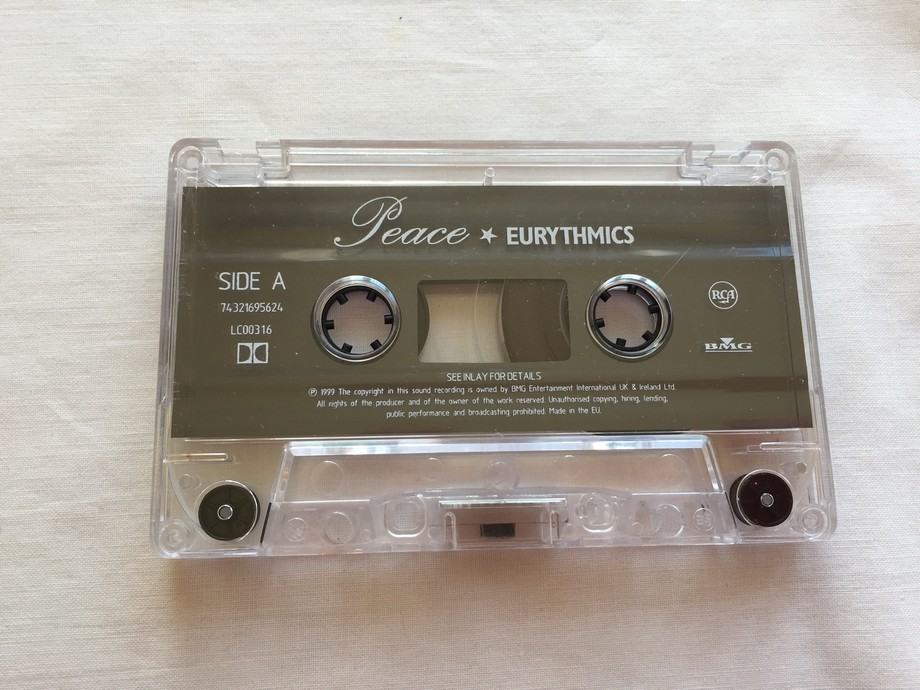 Peace ★ EURYTHMICS
SIDE A
74321695624
LC00316
RCA
BMG
SEE INLAY FOR DETAILS
℗ 1999 The copyright in this sound recording is owned by BMG Entertainment International UK & Ireland Ltd.
All rights of the producer and of the owner of the work reserved. Unauthorised copying, hiring, lending,
public performance and broadcasting prohibited. Made in the EU.